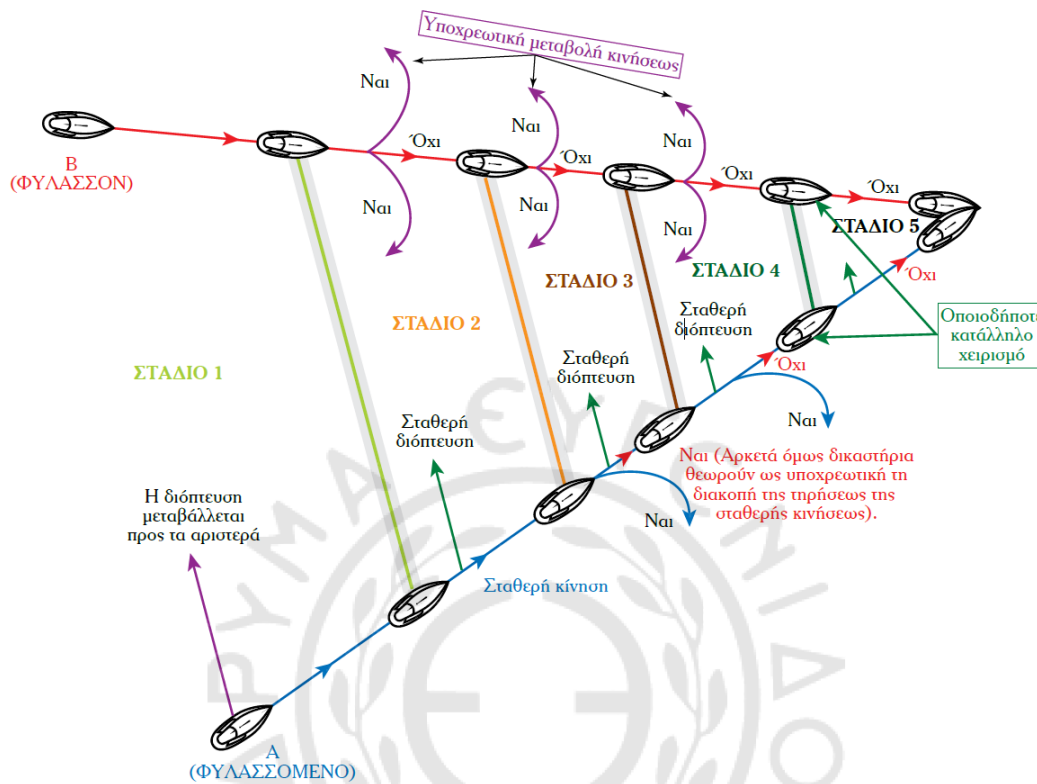 Υποχρεωτική μεταβολή κινήσεως
Ναι
Ναι
Ναι
Όχι
Όχι
Όχι
Όχι
Β
(ΦΥΛΑΣΣΟΝ)
Ναι
Ναι
Ναι
ΣΤΑΔΙΟ 5
ΣΤΑΔΙΟ 4
ΣΤΑΔΙΟ 3
Όχι
ΣΤΑΔΙΟ 2
Σταθερή
διόπτευση
Οποιοδήποτε
κατάλληλο
χειρισμό
ΣΤΑΔΙΟ 1
Σταθερή
διόπτευση
Όχι
Σταθερή
διόπτευση
Ναι
Ναι (Αρκετά όμως δικαστήρια
θεωρούν ως υποχρεωτική τη
διακοπή της τηρήσεως της
σταθερής κινήσεως).
Η διόπτευση
μεταβάλλεται
προς τα αριστερά
Ναι
Σταθερή κίνηση
Α
(ΦΥΛΑΣΣΟΜΕΝΟ)
ΙΔΡΥΜΑ ΕΥΓΕΝΙΔΟΥ